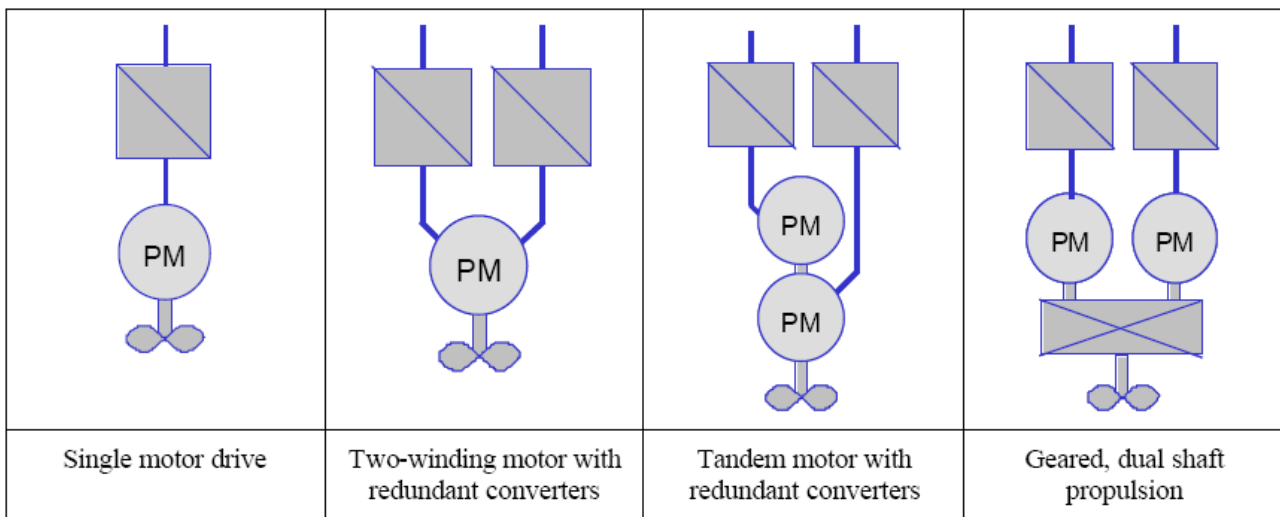 PM
PM
PM
PM
PM
PM
Single motor drive
Two-winding motor with
redundant converters
Tandem motor with
redundant converters
Geared, dual shaft
propulsion